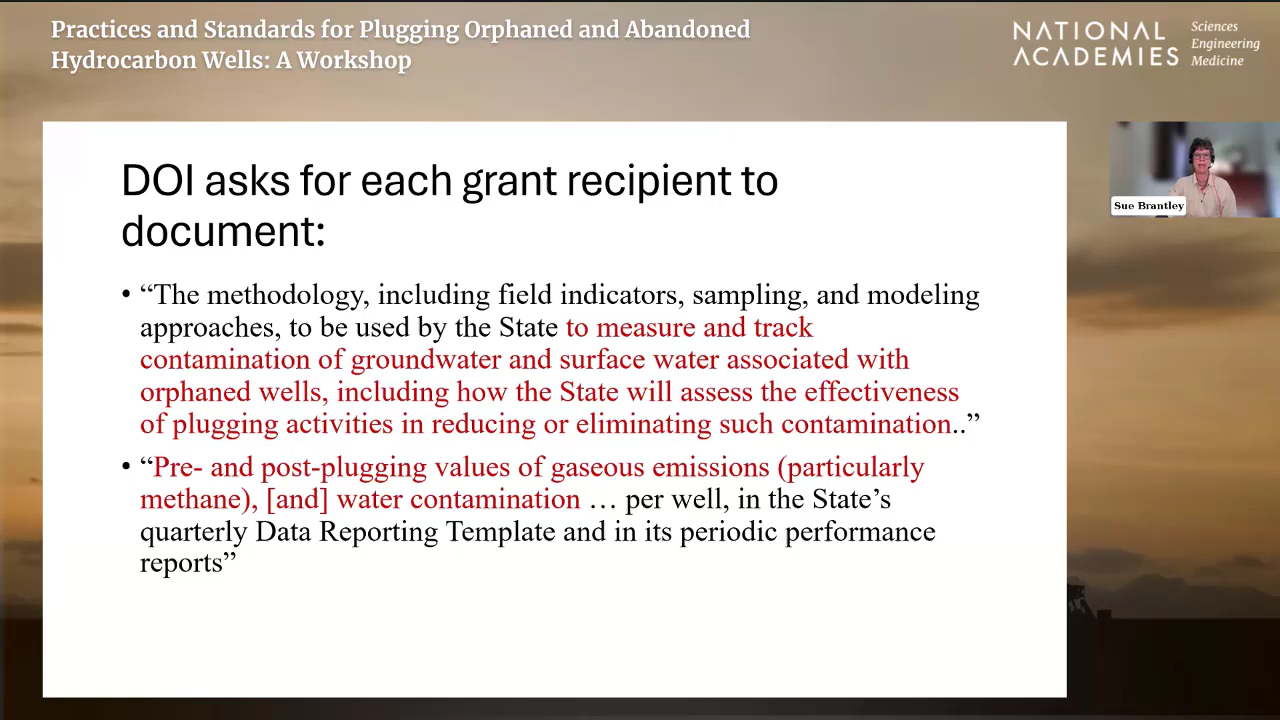 Practices and Standards for Plugging Orphaned and Abandoned
Hydrocarbon Wells: A Workshop
NATIONAL
ACADEMIES
Sciences
Engineering
Medicine
DOI asks for each grant recipient to
document:
• “The methodology, including field indicators, sampling, and modeling
approaches, to be used by the State to measure and track
contamination of groundwater and surface water associated with
orphaned wells, including how the State will assess the effectiveness
of plugging activities in reducing or eliminating such contamination..”
• “Pre- and post-plugging values of gaseous emissions (particularly
methane), [and] water contamination … per well, in the State’s
quarterly Data Reporting Template and in its periodic performance
reports”
Sue Brantley